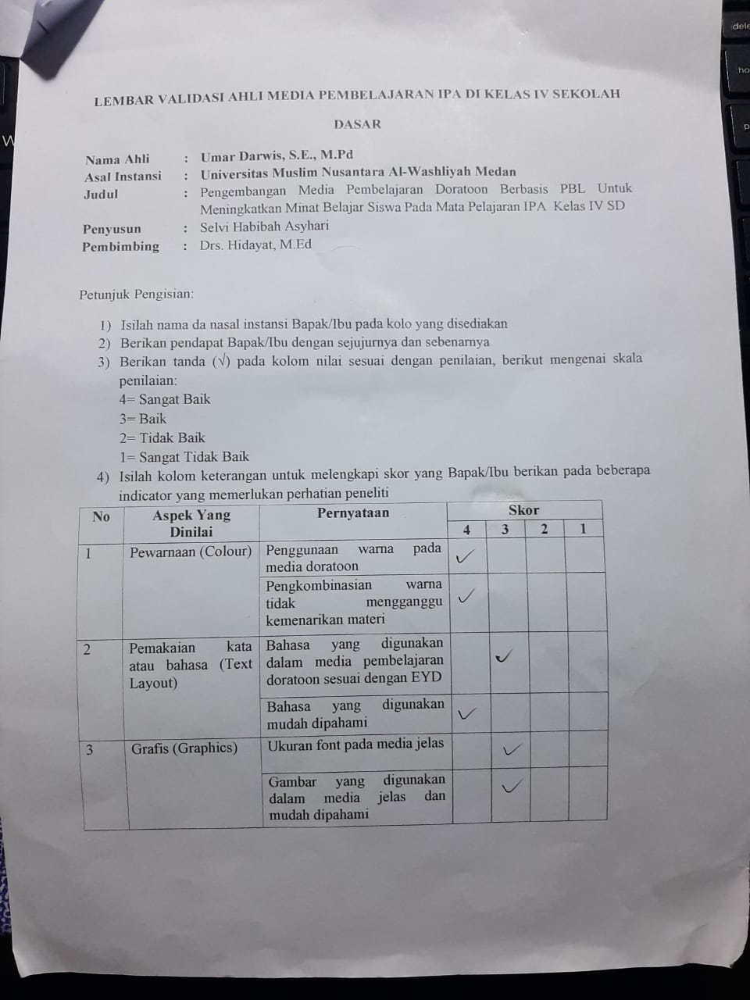 LEMBAR VALIDASI AHLI MEDIA PEMBELAJARAN IPA DI KELAS IV SEKOLAH
DASAR
Nama Ahli : Umar Darwis, S.E., M.Pd
Asal Instansi : Universitas Muslim Nusantara Al-Washliyah Medan
Judul : Pengembangan Media Pembelajaran Doratoon Berbasis PBL Untuk
Meningkatkan Minat Belajar Siswa Pada Mata Pelajaran IPA Kelas IV SD
Penyusun : Selvi Habibah Asyhari
Pembimbing : Drs. Hidayat, M.Ed
Petunjuk Pengisian:
1) Isilah nama da nasal instansi Bapak/Ibu pada kolo yang disediakan
2) Berikan pendapat Bapak/Ibu dengan sejujurnya dan sebenarnya
3) Berikan tanda (√) pada kolom nilai sesuai dengan penilaian, berikut mengenai skala
penilaian:
4= Sangat Baik
3= Baik
2= Tidak Baik
1= Sangat Tidak Baik
4) Isilah kolom keterangan untuk melengkapi skor yang Bapak/Ibu berikan pada beberapa
indicator yang memerlukan perhatian peneliti
No Aspek Yang Pernyataan Skor
Dinilai 4 3 2 1
1 Pewarnaan (Colour) Penggunaan warna pada ✓
media doratoon
Pengkombinasian warna ✓
tidak mengganggu
kemenarikan materi
2 Pemakaian kata Bahasa yang digunakan
atau bahasa (Text dalam media pembelajaran ✓
Layout) doratoon sesuai dengan EYD
Bahasa yang digunakan ✓
mudah dipahami
3 Grafis (Graphics) Ukuran font pada media jelas ✓
Gambar yang digunakan ✓
dalam media jelas dan
mudah dipahami
dele
ho
p
W